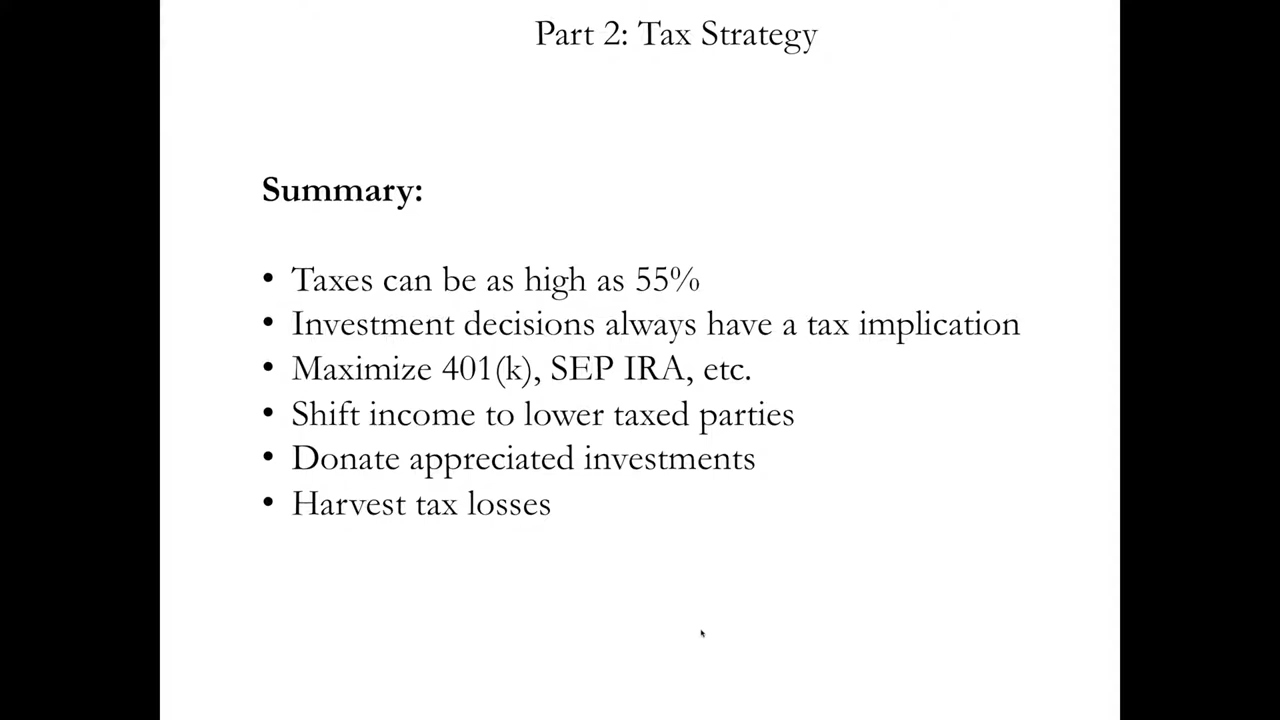 Part 2: Tax Strategy
Summary:
• Taxes can be as high as 55%
• Investment decisions always have a tax implication
• Maximize 401(k), SEP IRA, etc.
• Shift income to lower taxed parties
• Donate appreciated investments
• Harvest tax losses